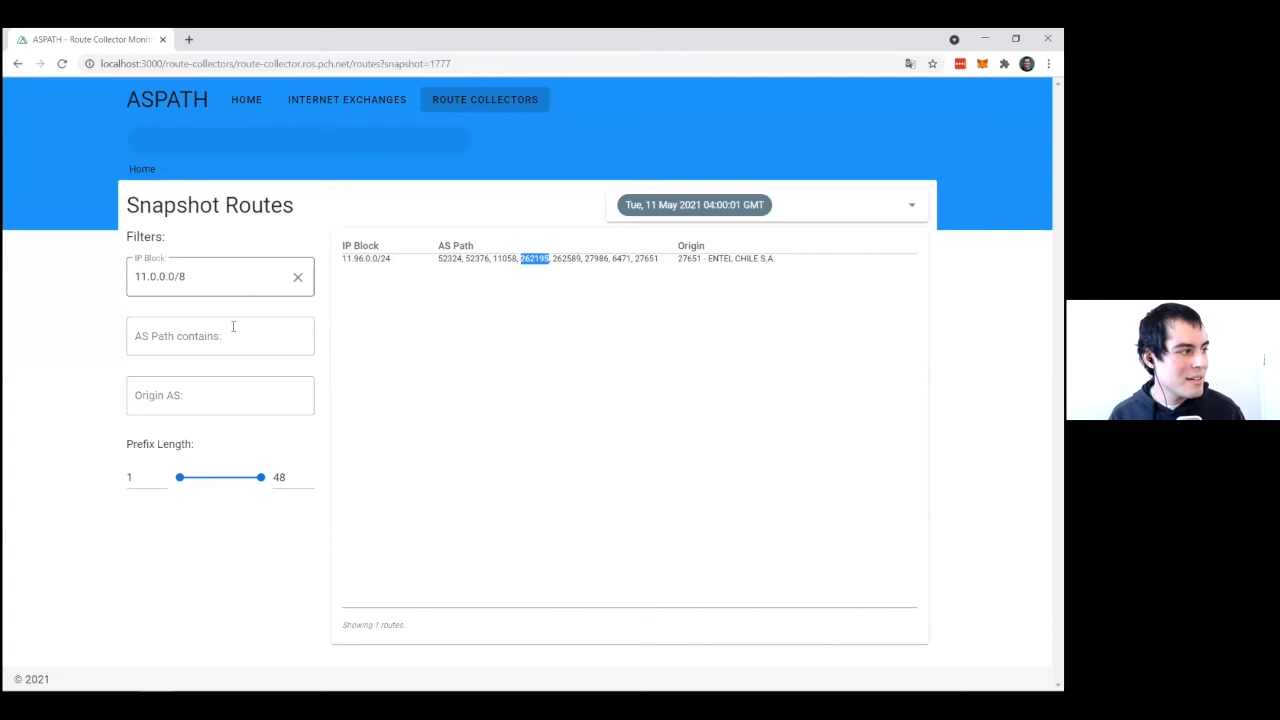 ASPATH - Route Collector Monit
localhost:3000/route-collectors/route-collector.ros.pch.net/routes?snapshot=1777
ASPATH HOME INTERNET EXCHANGES ROUTE COLLECTORS
Home
Snapshot Routes
Tue, 11 May 2021 04:00:01 GMT
Filters:
IP Block:
11.0.0.0/8
AS Path contains:
Origin AS:
Prefix Length:
1 48
IP Block AS Path Origin
11.96.0.0/24 52324, 52376, 11058, 262195, 262589, 27986, 6471, 27651 27651 - ENTEL CHILE S.A.
Showing 1 routes.
© 2021